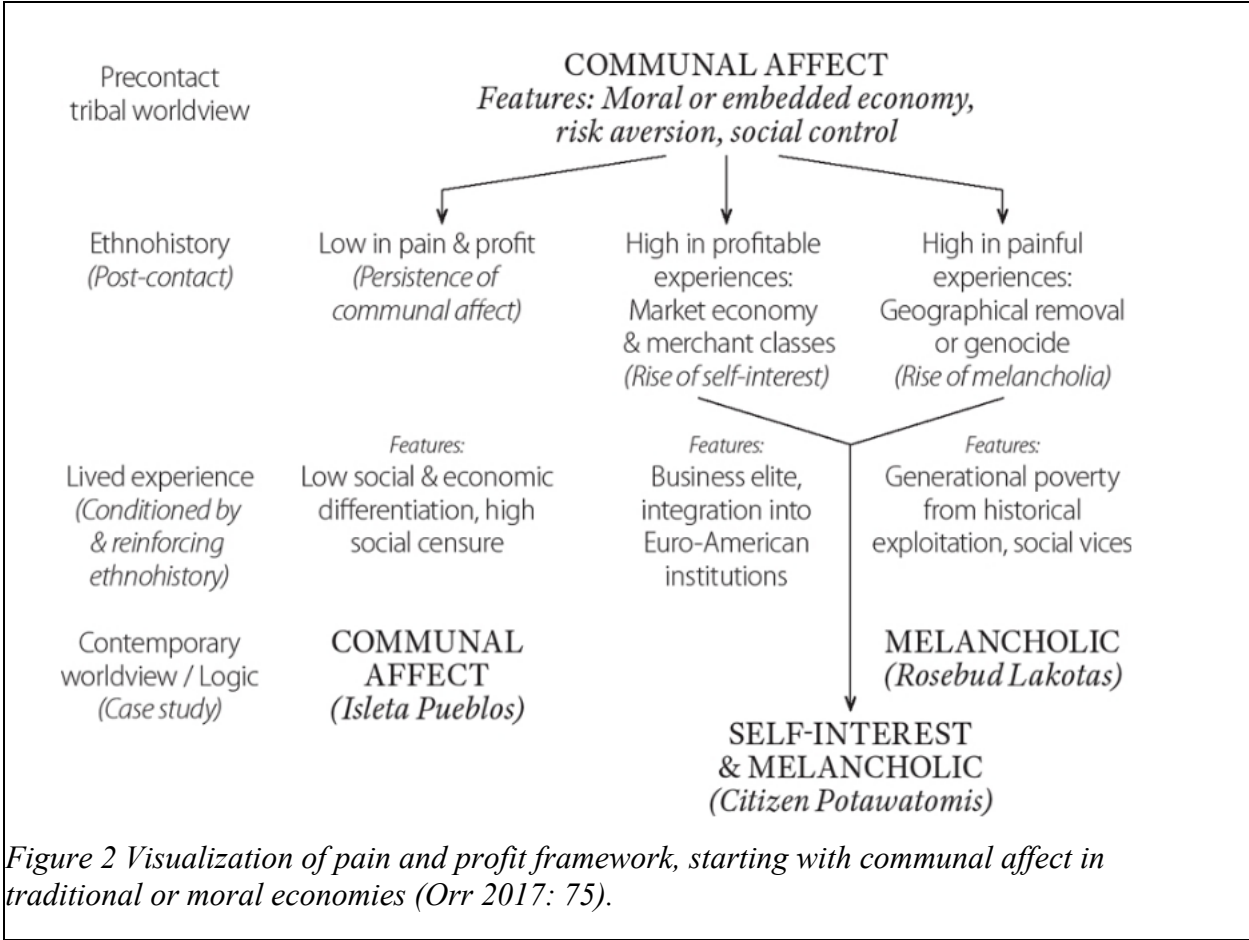 Precontact
tribal worldview
COMMUNAL AFFECT
Features: Moral or embedded economy,
risk aversion, social control
Ethnohistory
(Post-contact)
Low in pain & profit
(Persistence of
communal affect)
High in profitable
experiences:
Market economy
& merchant classes
(Rise of self-interest)
High in painful
experiences:
Geographical removal
or genocide
(Rise of melancholia)
Lived experience
(Conditioned by
& reinforcing
ethnohistory)
Features:
Low social & economic
differentiation, high
social censure
Features:
Business elite,
integration into
Euro-American
institutions
Features:
Generational poverty
from historical
exploitation, social vices
Contemporary
worldview / Logic
(Case study)
COMMUNAL
AFFECT
(Isleta Pueblos)
MELANCHOLIC
(Rosebud Lakotas)
SELF-INTEREST
& MELANCHOLIC
(Citizen Potawatomis)
Figure 2 Visualization of pain and profit framework, starting with communal affect in
traditional or moral economies (Orr 2017: 75).